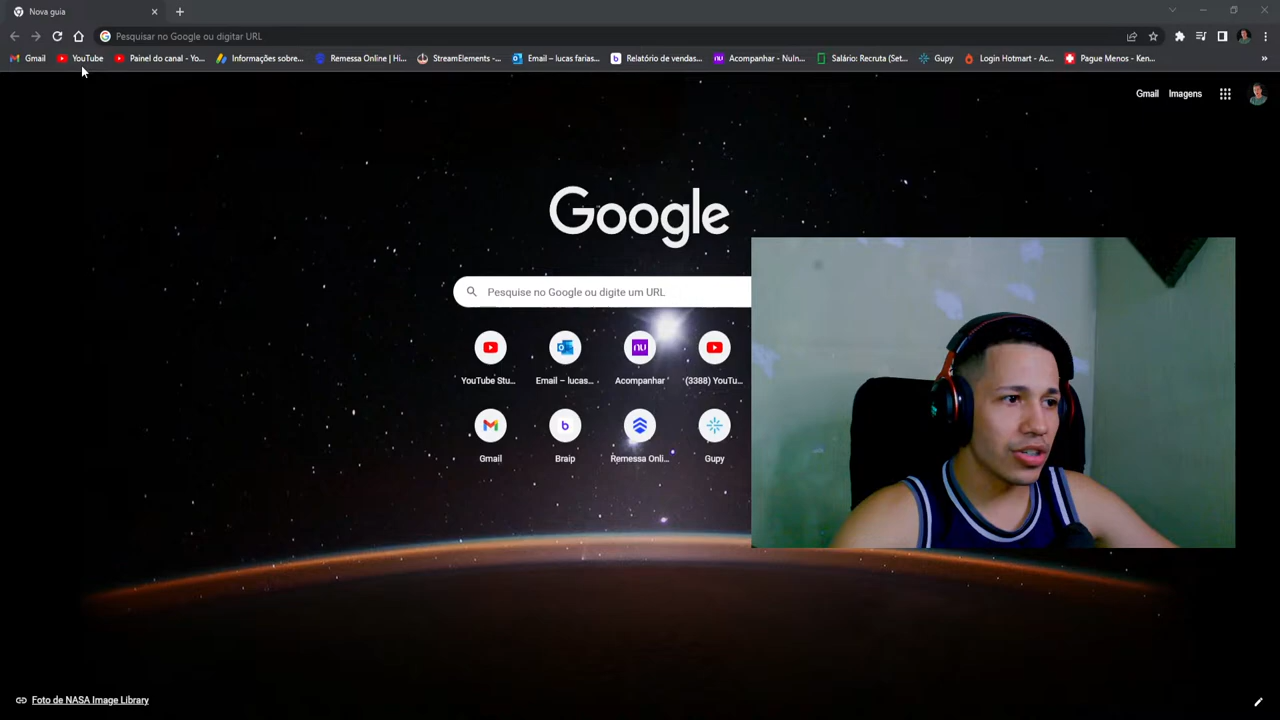 Nova guia
Pesquisar no Google ou digitar URL
Gmail YouTube Painel do canal - Yo... Informações sobre... Remessa Online | Hi... StreamElements -... Email – lucas farias... Relatório de vendas... Acompanhar - NuIn... Salário: Recruta (Set... Gupy Login Hotmart - Ac... Pague Menos - Ken... »
Gmail Imagens
Google
Pesquise no Google ou digite um URL
YouTube Stu... Email – lucas... Acompanhar (3388) YouTu...
Gmail Braip Remessa Onli... Gupy
Foto de NASA Image Library